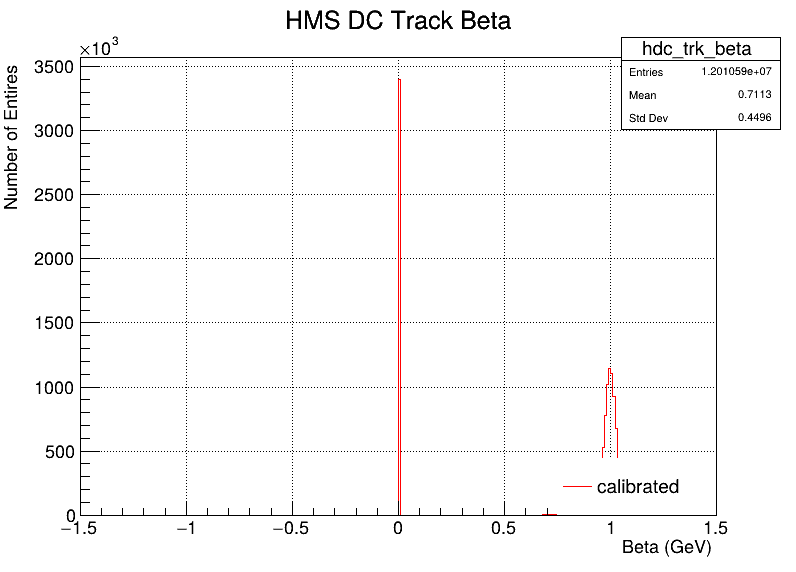 HMS DC Track Beta
×10³
hdc_trk_beta
Entries 1.201059e+07
Mean 0.7113
Std Dev 0.4496
Number of Entires
3500
3000
2500
2000
1500
1000
500
0
calibrated
−1.5 −1 −0.5 0 0.5 1 1.5
Beta (GeV)